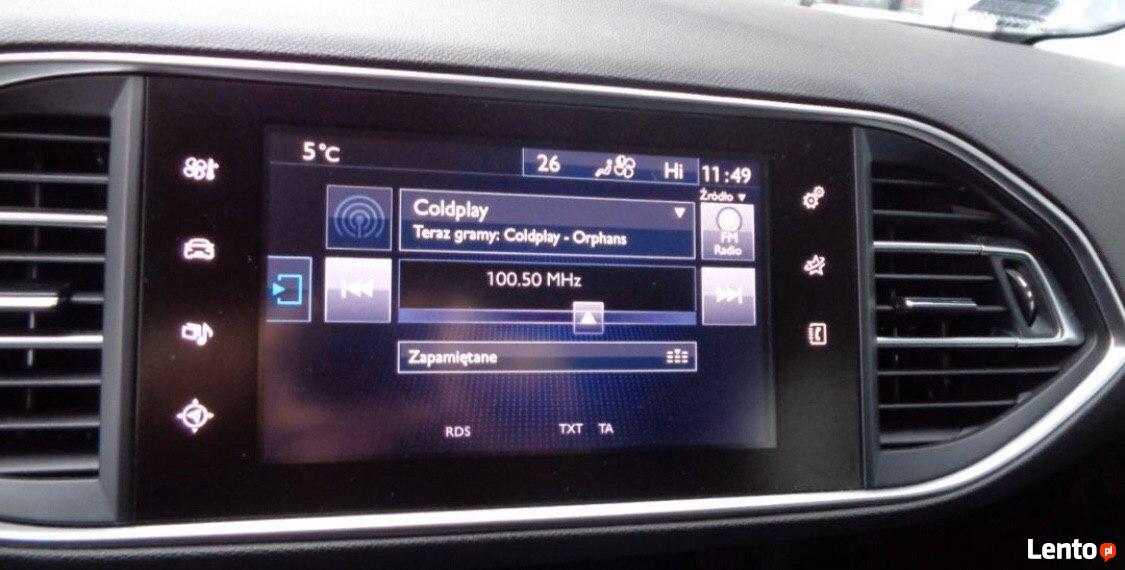 5 °C
26
Hi
11:49
Źródło
Coldplay
Teraz gramy: Coldplay - Orphans
FM
Radio
100.50 MHz
Zapamiętane
RDS
TXT TA
Lento.pl